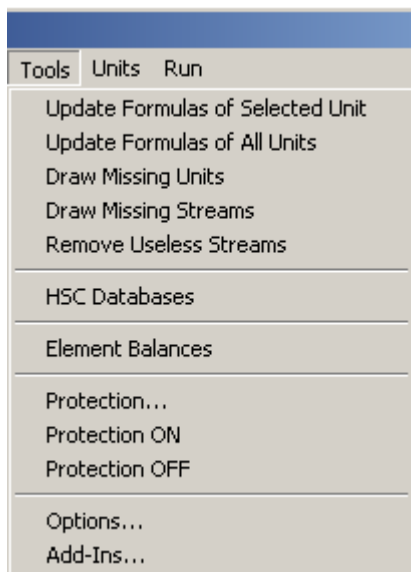 Tools Units Run
Update Formulas of Selected Unit
Update Formulas of All Units
Draw Missing Units
Draw Missing Streams
Remove Useless Streams
HSC Databases
Element Balances
Protection...
Protection ON
Protection OFF
Options...
Add-Ins...